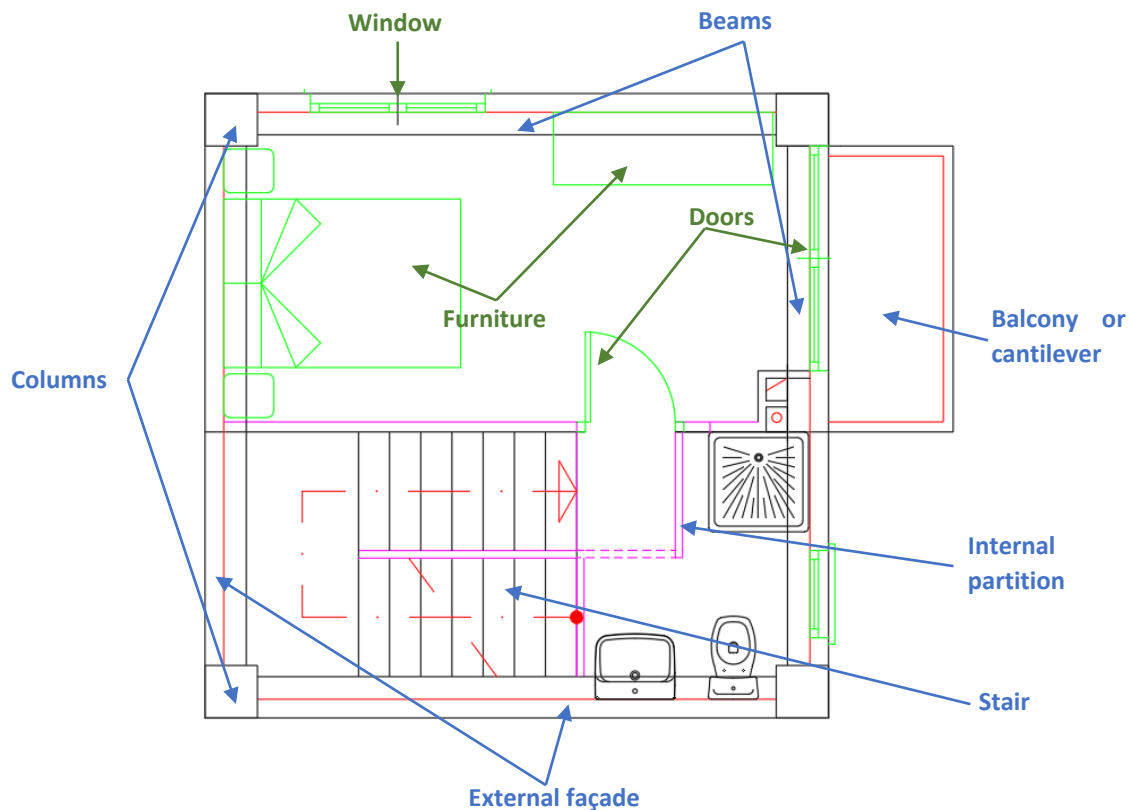 Window
Beams
Doors
Furniture
Balcony or
cantilever
Columns
Internal
partition
Stair
External façade